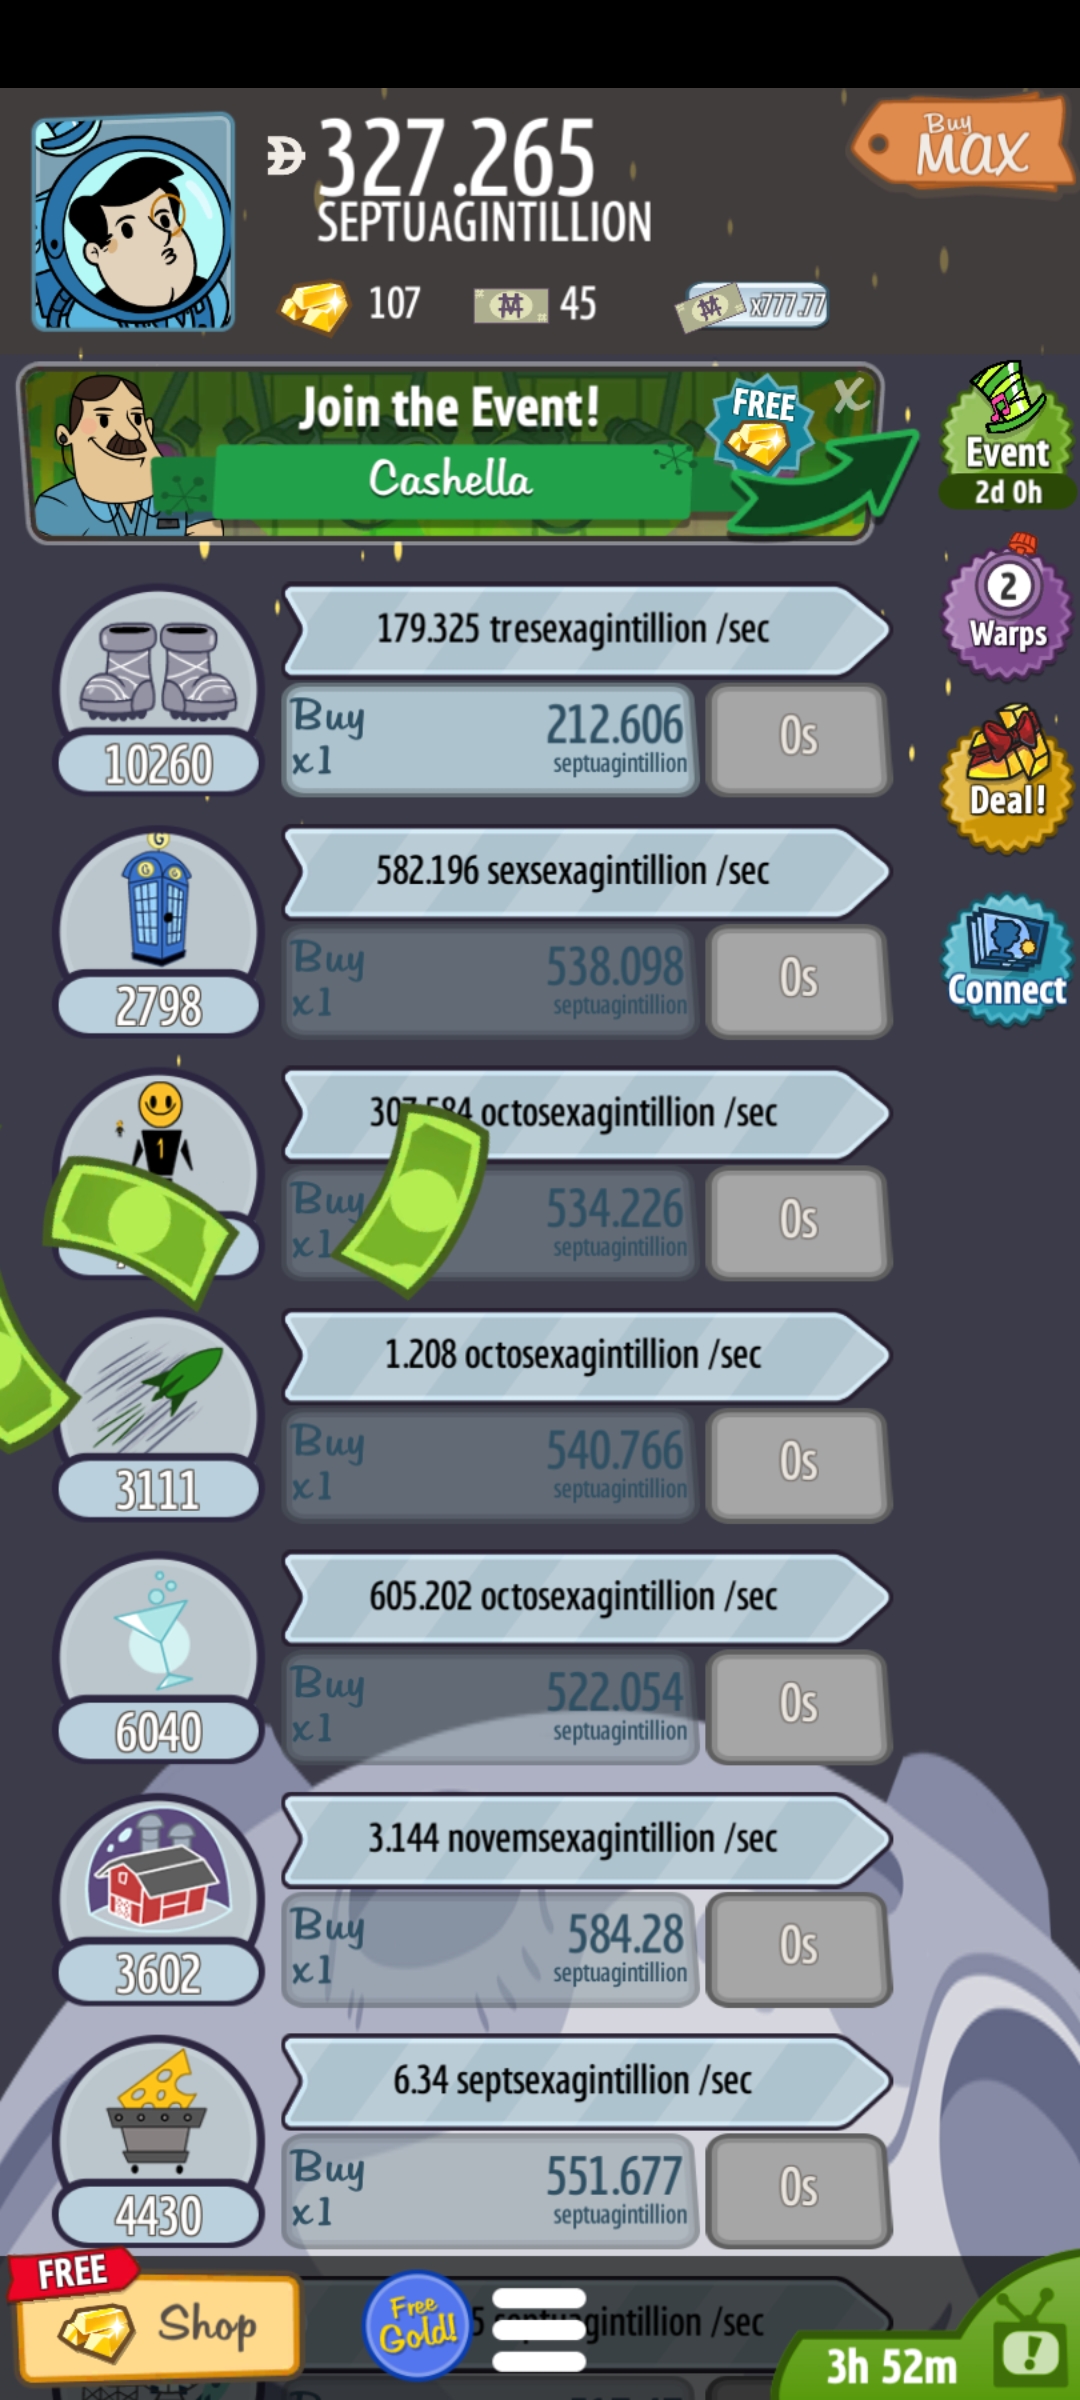 327.265
SEPTUAGINTILLION
Buy
MAX
107
45
x777.77
Join the Event!
FREE
X
Cashella
Event
2d 0h
179.325 tresexagintillion /sec
Buy
x1
212.606
septuagintillion
0s
10260
2
Warps
Deal!
582.196 sexsexagintillion /sec
G
G G
Buy
x1
538.098
septuagintillion
0s
2798
Connect
octosexagintillion /sec
1
Buy
x1
534.226
septuagintillion
0s
1.208 octosexagintillion /sec
Buy
x1
540.766
septuagintillion
0s
3111
605.202 octosexagintillion /sec
Buy
x1
522.054
septuagintillion
0s
6040
3.144 novemsexagintillion /sec
Buy
x1
584.28
septuagintillion
0s
3602
6.34 septsexagintillion /sec
Buy
x1
551.677
septuagintillion
0s
4430
FREE
Shop
Free
Gold!
/sec
3h 52m
!